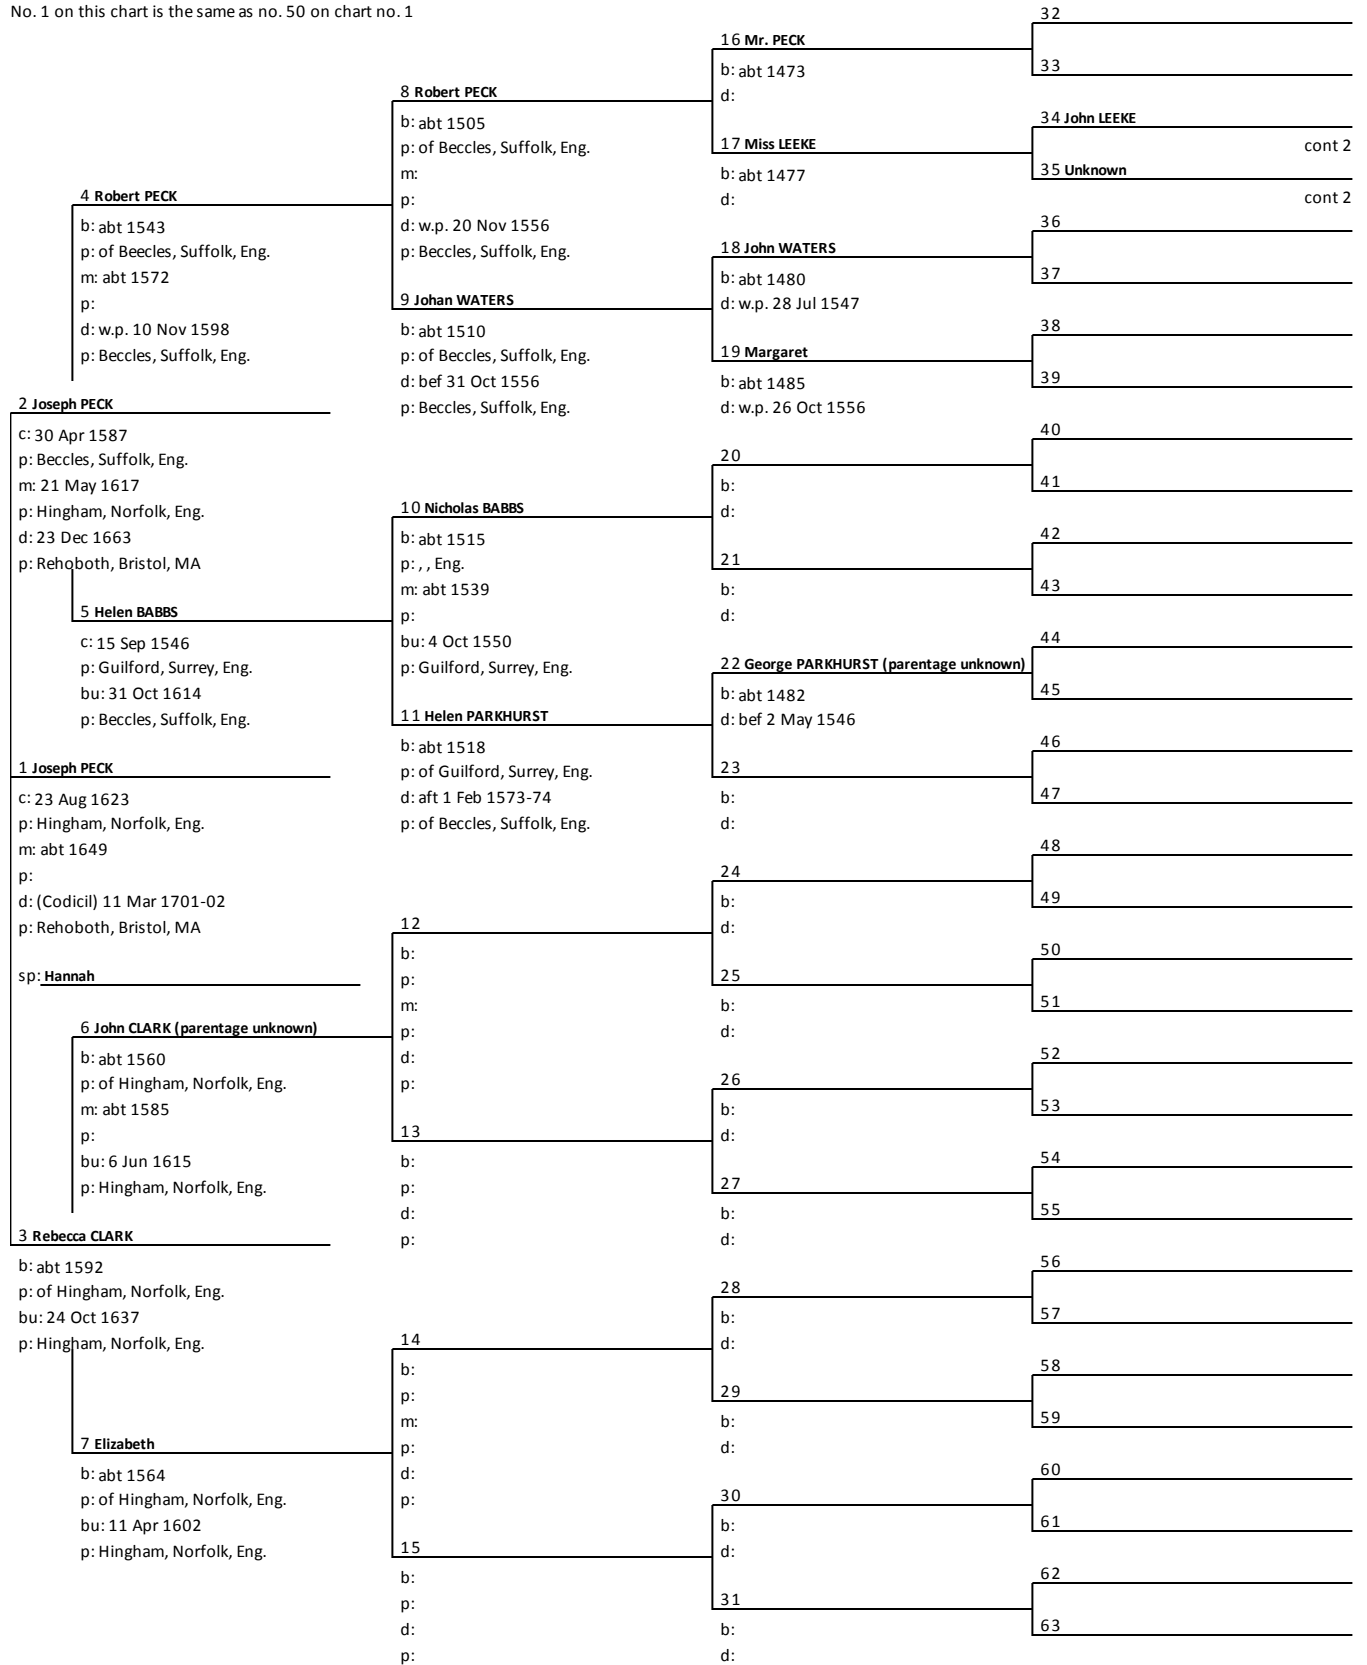 No. 1 on this chart is the same as no. 50 on chart no. 1
2 Joseph PECK
c: 30 Apr 1587
p: Beccles, Suffolk, Eng.
m: 21 May 1617
p: Hingham, Norfolk, Eng.
d: 23 Dec 1663
p: Rehoboth, Bristol, MA
1 Joseph PECK
c: 23 Aug 1623
p: Hingham, Norfolk, Eng.
m: abt 1649
p:
d: (Codicil) 11 Mar 1701-02
p: Rehoboth, Bristol, MA
sp: Hannah
3 Rebecca CLARK
b: abt 1592
p: of Hingham, Norfolk, Eng.
bu: 24 Oct 1637
p: Hingham, Norfolk, Eng.
4 Robert PECK
b: abt 1543
p: of Beecles, Suffolk, Eng.
m: abt 1572
p:
d: w.p. 10 Nov 1598
p: Beccles, Suffolk, Eng.
5 Helen BABBS
c: 15 Sep 1546
p: Guilford, Surrey, Eng.
bu: 31 Oct 1614
p: Beccles, Suffolk, Eng.
6 John CLARK (parentage unknown)
b: abt 1560
p: of Hingham, Norfolk, Eng.
m: abt 1585
p:
bu: 6 Jun 1615
p: Hingham, Norfolk, Eng.
7 Elizabeth
b: abt 1564
p: of Hingham, Norfolk, Eng.
bu: 11 Apr 1602
p: Hingham, Norfolk, Eng.
8 Robert PECK
b: abt 1505
p: of Beccles, Suffolk, Eng.
m:
p:
d: w.p. 20 Nov 1556
p: Beccles, Suffolk, Eng.
9 Johan WATERS
b: abt 1510
p: of Beccles, Suffolk, Eng.
d: bef 31 Oct 1556
p: Beccles, Suffolk, Eng.
10 Nicholas BABBS
b: abt 1515
p: , , Eng.
m: abt 1539
p:
bu: 4 Oct 1550
p: Guilford, Surrey, Eng.
11 Helen PARKHURST
b: abt 1518
p: of Guilford, Surrey, Eng.
d: aft 1 Feb 1573-74
p: of Beccles, Suffolk, Eng.
12
b:
p:
m:
p:
d:
p:
13
b:
p:
d:
p:
14
b:
p:
m:
p:
d:
p:
15
b:
p:
d:
p:
16 Mr. PECK
b: abt 1473
d:
17 Miss LEEKE
b: abt 1477
d:
18 John WATERS
b: abt 1480
d: w.p. 28 Jul 1547
19 Margaret
b: abt 1485
d: w.p. 26 Oct 1556
20
b:
d:
21
b:
d:
22 George PARKHURST (parentage unknown)
b: abt 1482
d: bef 2 May 1546
23
b:
d:
24
b:
d:
25
b:
d:
26
b:
d:
27
b:
d:
28
b:
d:
29
b:
d:
30
b:
d:
31
b:
d:
32
33
34 John LEEKE
cont 2
35 Unknown
cont 2
36
37
38
39
40
41
42
43
44
45
46
47
48
49
50
51
52
53
54
55
56
57
58
59
60
61
62
63